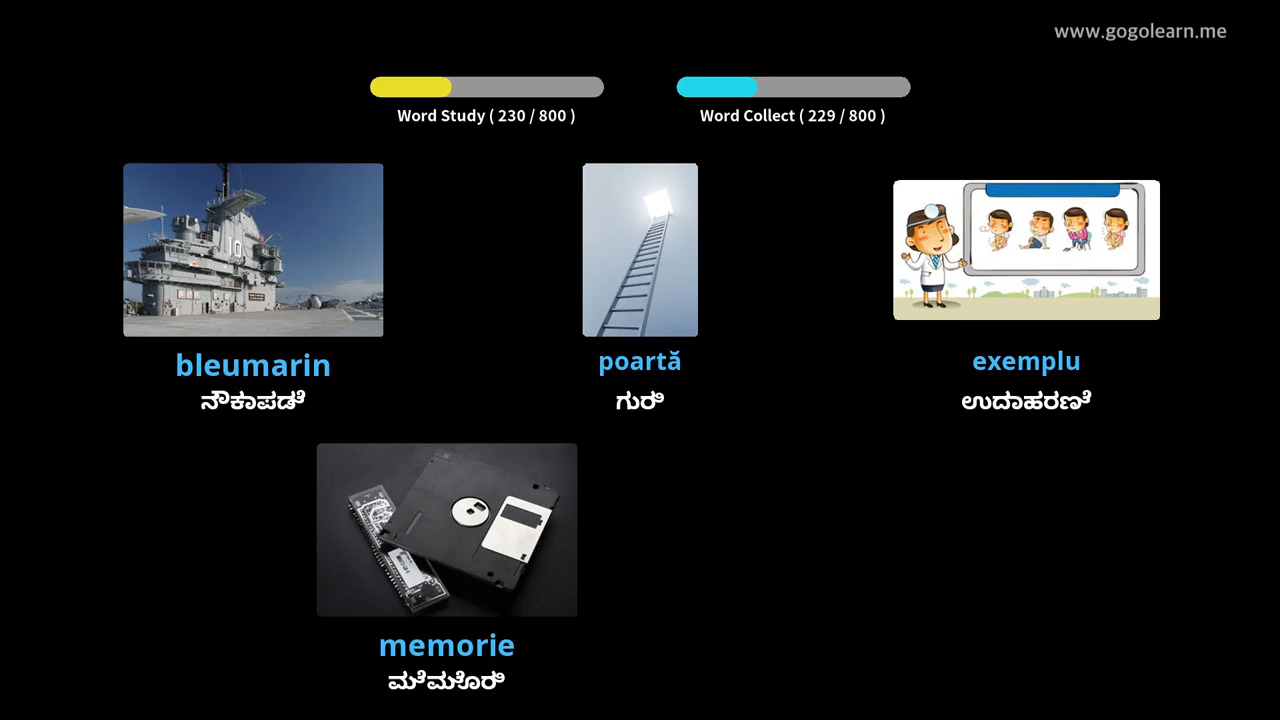 www.gogolearn.me
Word Study ( 230 / 800 )
Word Collect ( 229 / 800 )
bleumarin
ನೌಕಾಪಡೆ
poartă
ಗುರಿ
exemplu
ಉದಾಹರಣೆ
memorie
ಮೆಮೊರಿ